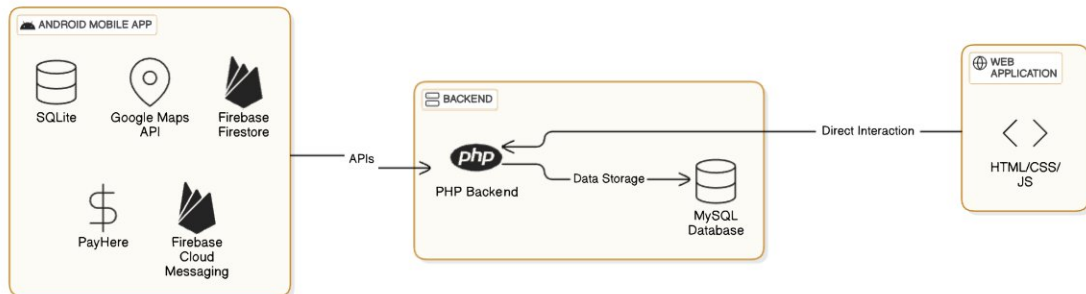 ANDROID MOBILE APP
SQLite
Google Maps
API
Firebase
Firestore
PayHere
Firebase
Cloud
Messaging
APIs
BACKEND
php
PHP Backend
Data Storage
MySQL
Database
Direct Interaction
WEB
APPLICATION
HTML/CSS/
JS